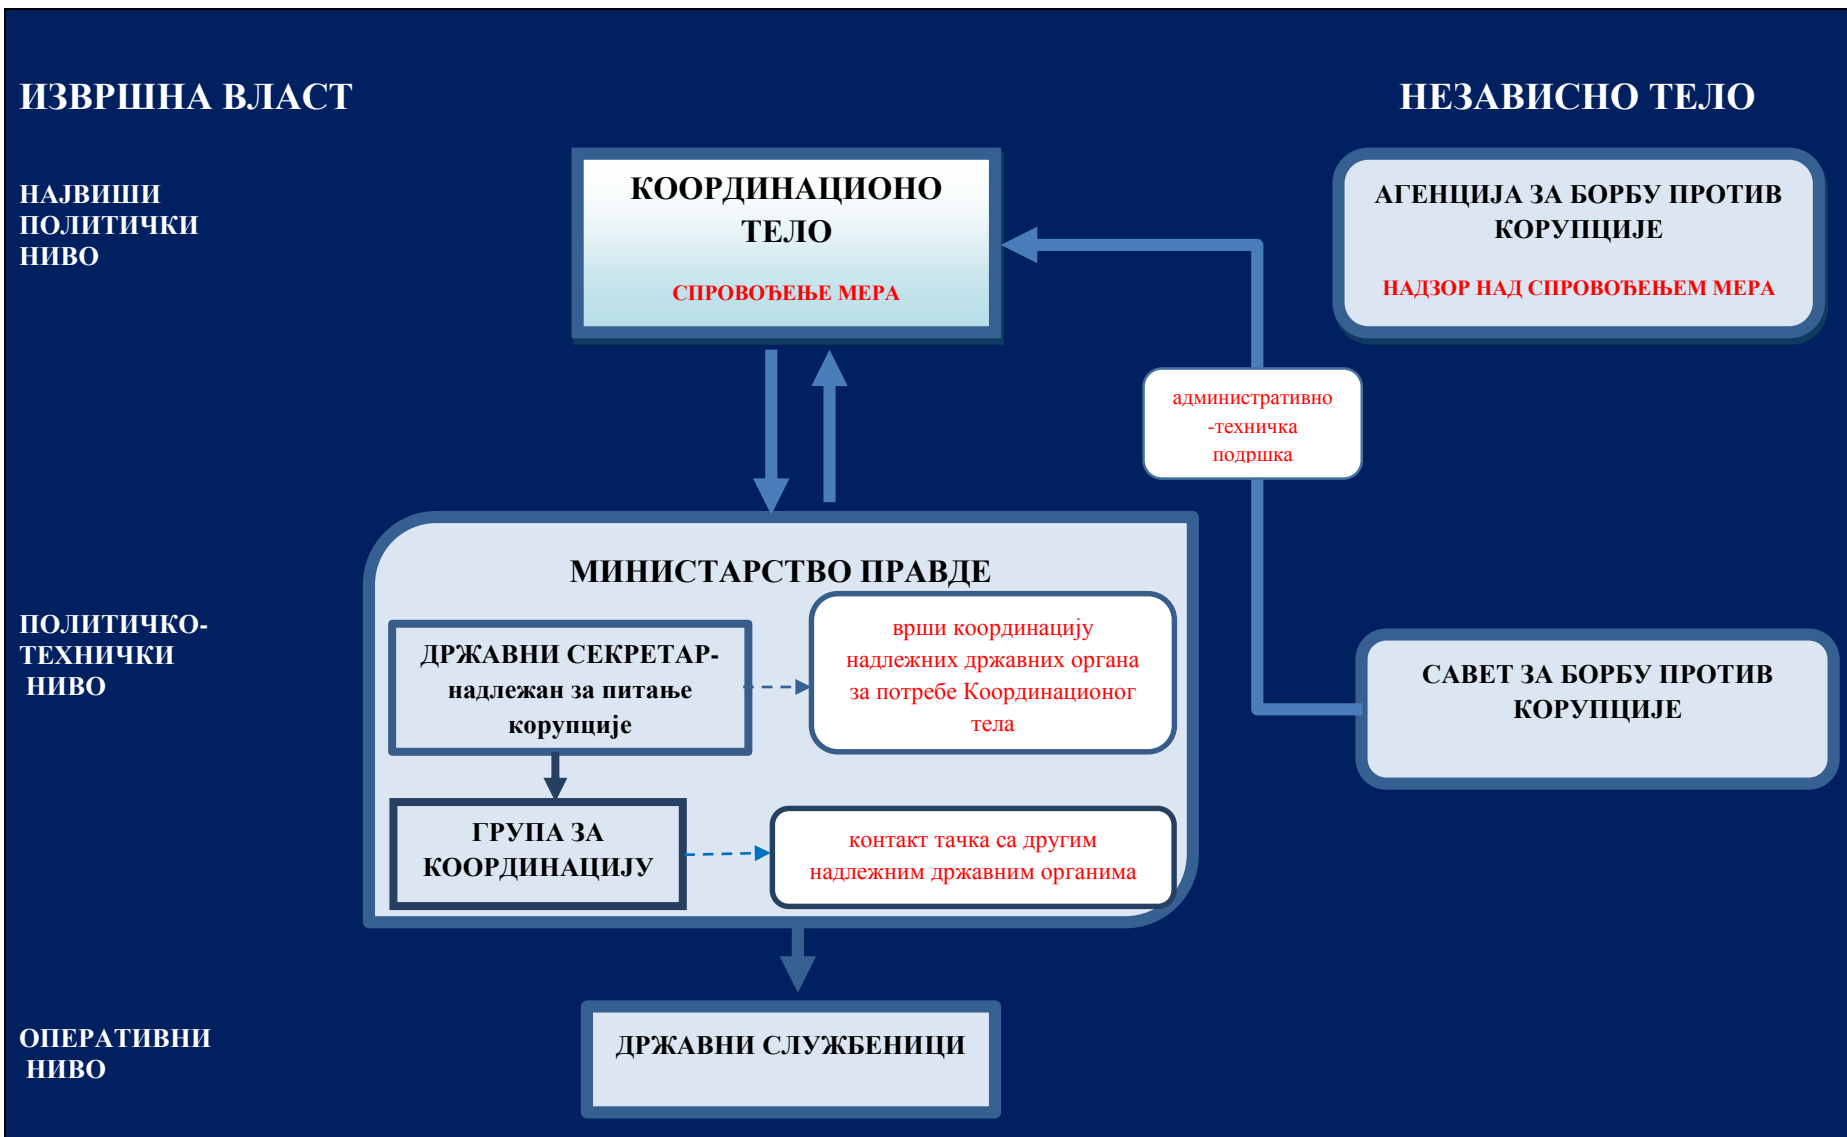 ИЗВРШНА ВЛАСТ
НЕЗАВИСНО ТЕЛО
НАЈВИШИ
ПОЛИТИЧКИ
НИВО
КООРДИНАЦИОНО
ТЕЛО
СПРОВОЂЕЊЕ МЕРА
АГЕНЦИЈА ЗА БОРБУ ПРОТИВ
КОРУПЦИЈЕ
НАДЗОР НАД СПРОВОЂЕЊЕМ МЕРА
административно
-техничка
подршка
МИНИСТАРСТВО ПРАВДЕ
ПОЛИТИЧКО-
ТЕХНИЧКИ
НИВО
ДРЖАВНИ СЕКРЕТАР-
надлежан за питање
корупције
врши координацију
надлежних државних органа
за потребе Координационог
тела
САВЕТ ЗА БОРБУ ПРОТИВ
КОРУПЦИЈЕ
ГРУПА ЗА
КООРДИНАЦИЈУ
контакт тачка са другим
надлежним државним органима
ОПЕРАТИВНИ
НИВО
ДРЖАВНИ СЛУЖБЕНИЦИ